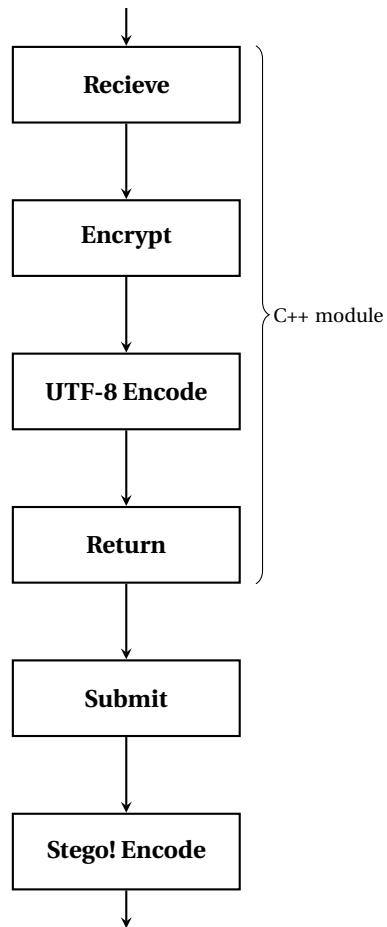 Recieve
Encrypt
C++ module
UTF-8 Encode
Return
Submit
Stego! Encode